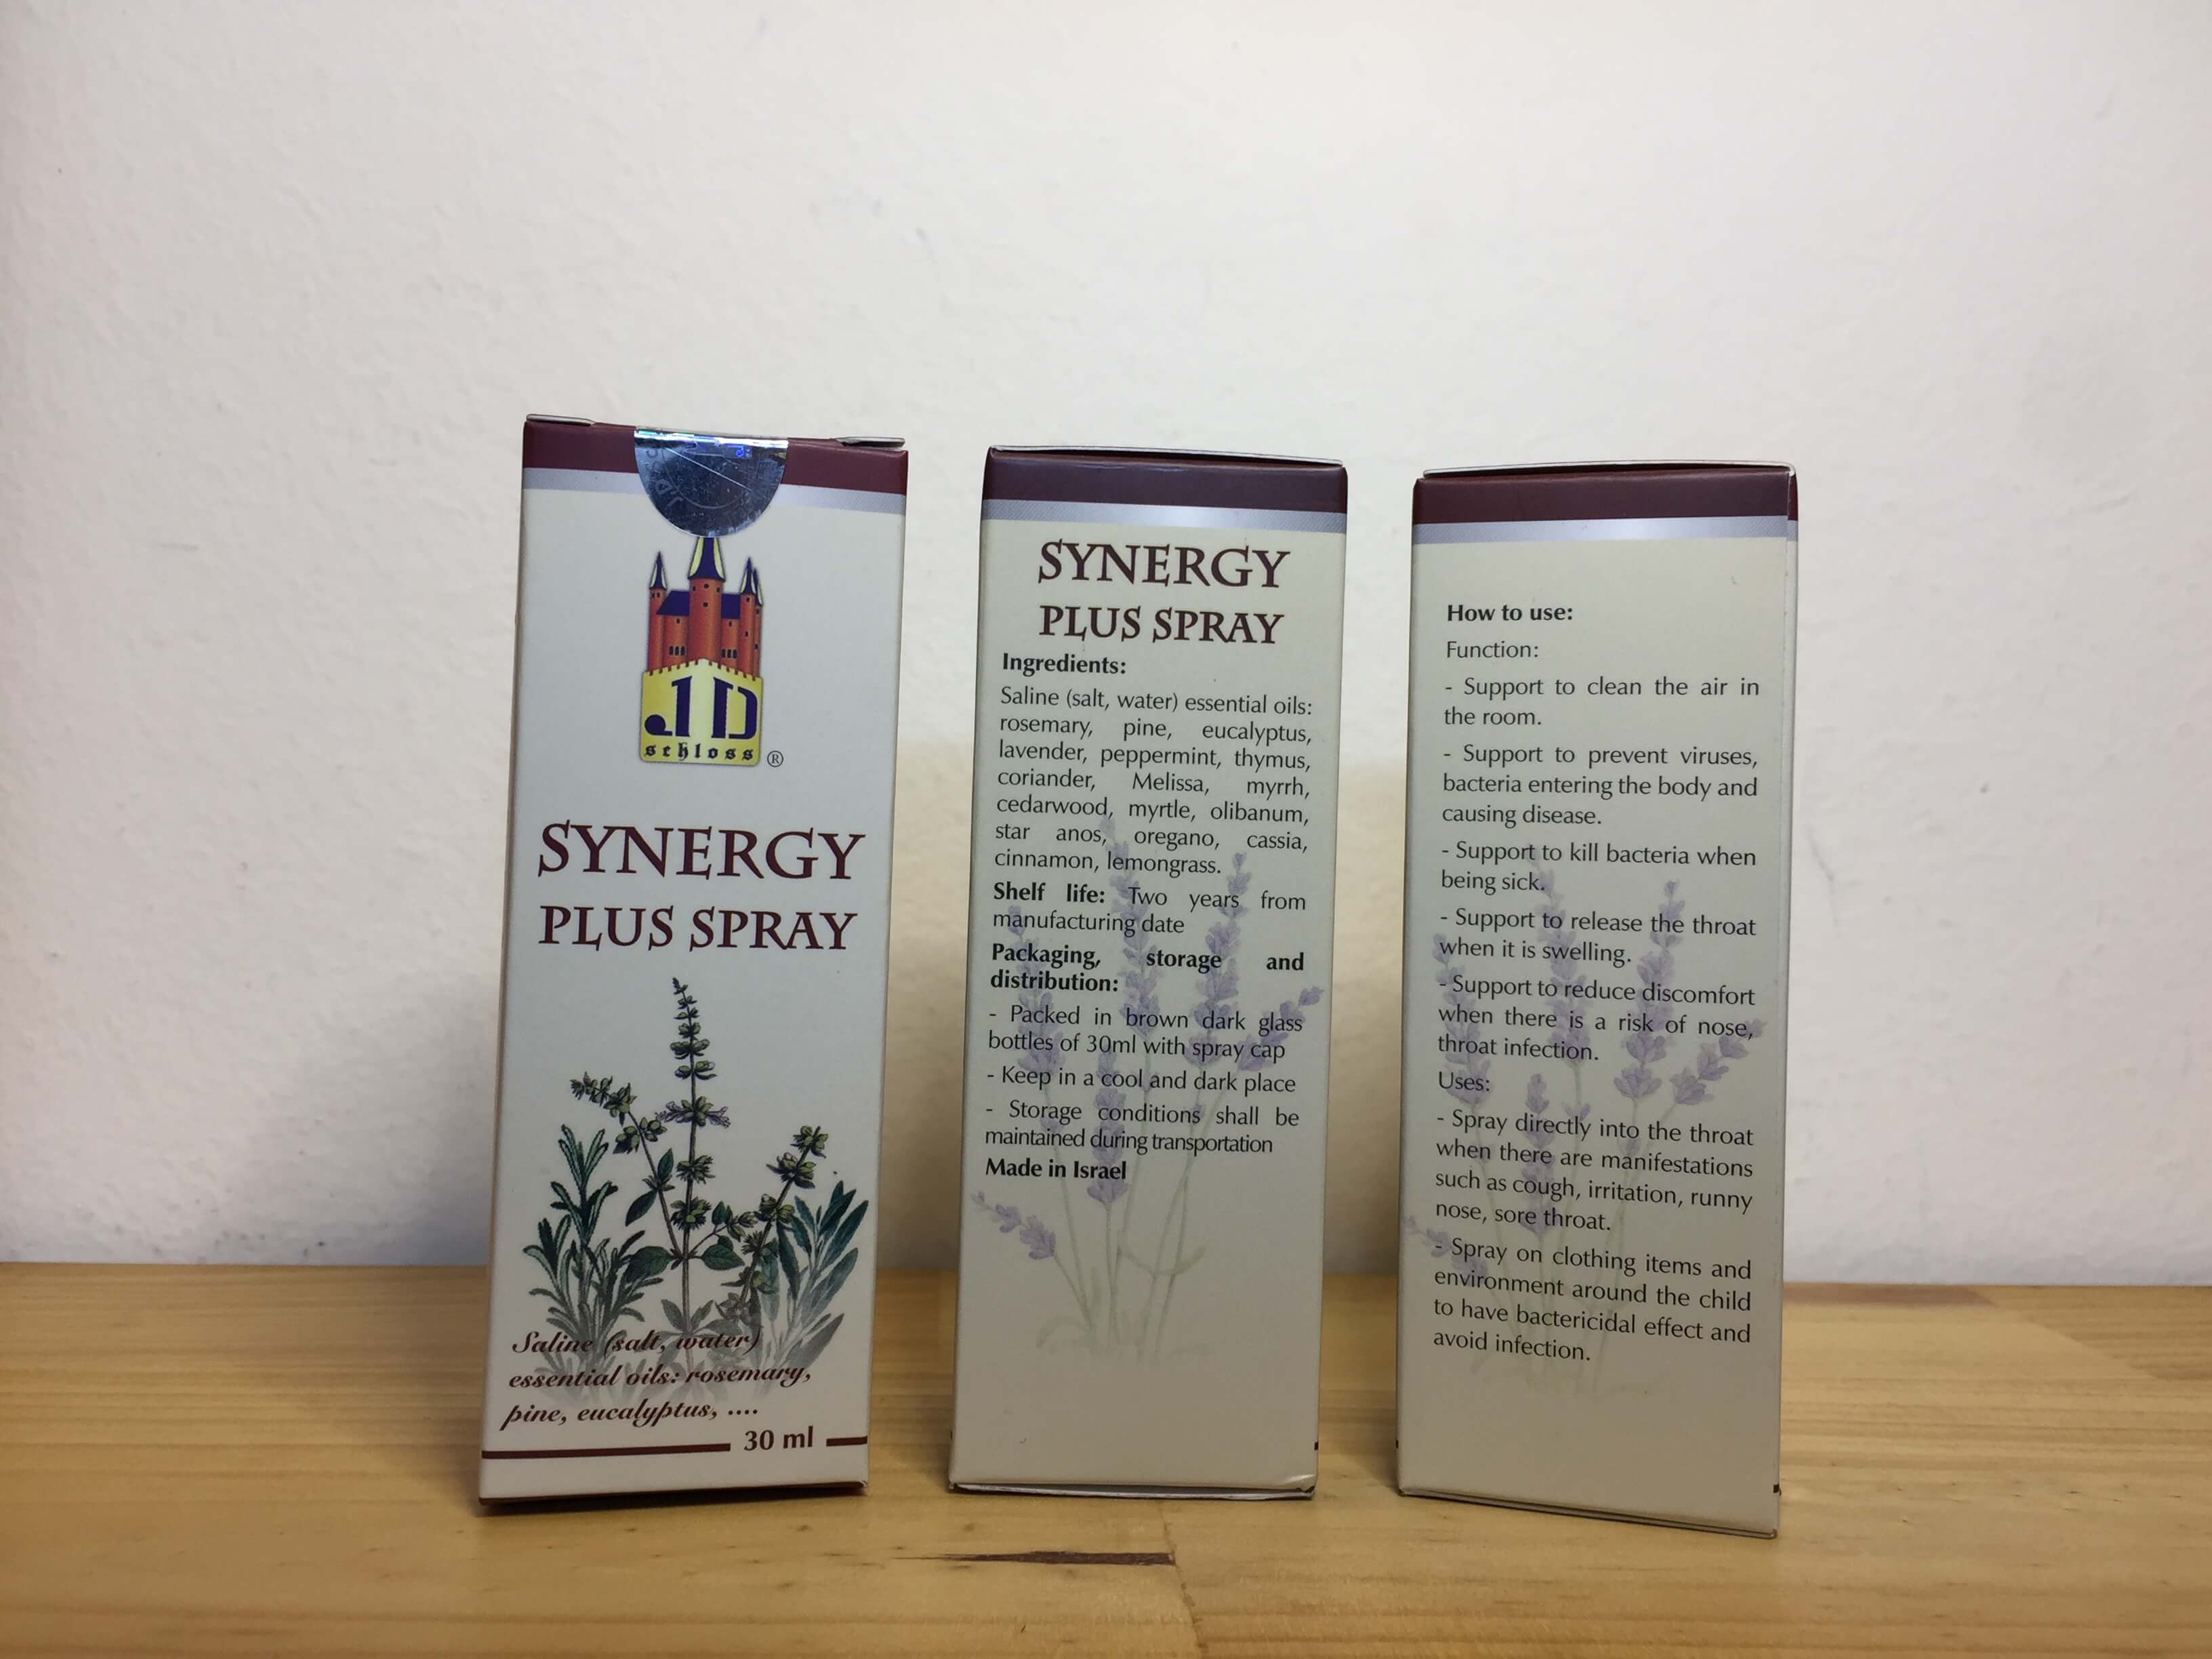 JD
schloss ®
SYNERGY
PLUS SPRAY
Saline (salt, water)
essential oils: rosemary,
pine, eucalyptus, ....
30 ml
SYNERGY
PLUS SPRAY
Ingredients:
Saline (salt, water) essential oils:
rosemary, pine, eucalyptus,
lavender, peppermint, thymus,
coriander, Melissa, myrrh,
cedarwood, myrtle, olibanum,
star anos, oregano, cassia,
cinnamon, lemongrass.
Shelf life: Two years from
manufacturing date
Packaging, storage and
distribution:
- Packed in brown dark glass
bottles of 30ml with spray cap
- Keep in a cool and dark place
- Storage conditions shall be
maintained during transportation
Made in Israel
How to use:
Function:
- Support to clean the air in
the room.
- Support to prevent viruses,
bacteria entering the body and
causing disease.
- Support to kill bacteria when
being sick.
- Support to release the throat
when it is swelling.
- Support to reduce discomfort
when there is a risk of nose,
throat infection.
Uses:
- Spray directly into the throat
when there are manifestations
such as cough, irritation, runny
nose, sore throat.
- Spray on clothing items and
environment around the child
to have bactericidal effect and
avoid infection.